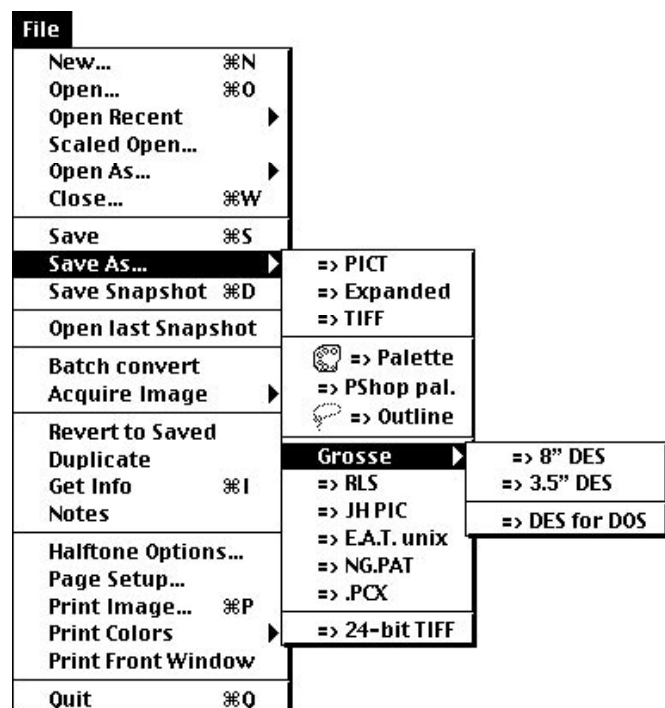 File
New... ⌘N
Open... ⌘O
Open Recent
Scaled Open...
Open As...
Close... ⌘W
Save ⌘S
Save As...
Save Snapshot ⌘D
Open last Snapshot
Batch convert
Acquire Image
Revert to Saved
Duplicate
Get Info ⌘I
Notes
Halftone Options...
Page Setup...
Print Image... ⌘P
Print Colors
Print Front Window
Quit ⌘Q
=> PICT
=> Expanded
=> TIFF
=> Palette
=> PShop pal.
=> Outline
Grosse
=> RLS
=> JH PIC
=> E.A.T. unix
=> NG.PAT
=> .PCX
=> 24-bit TIFF
=> 8” DES
=> 3.5” DES
=> DES for DOS